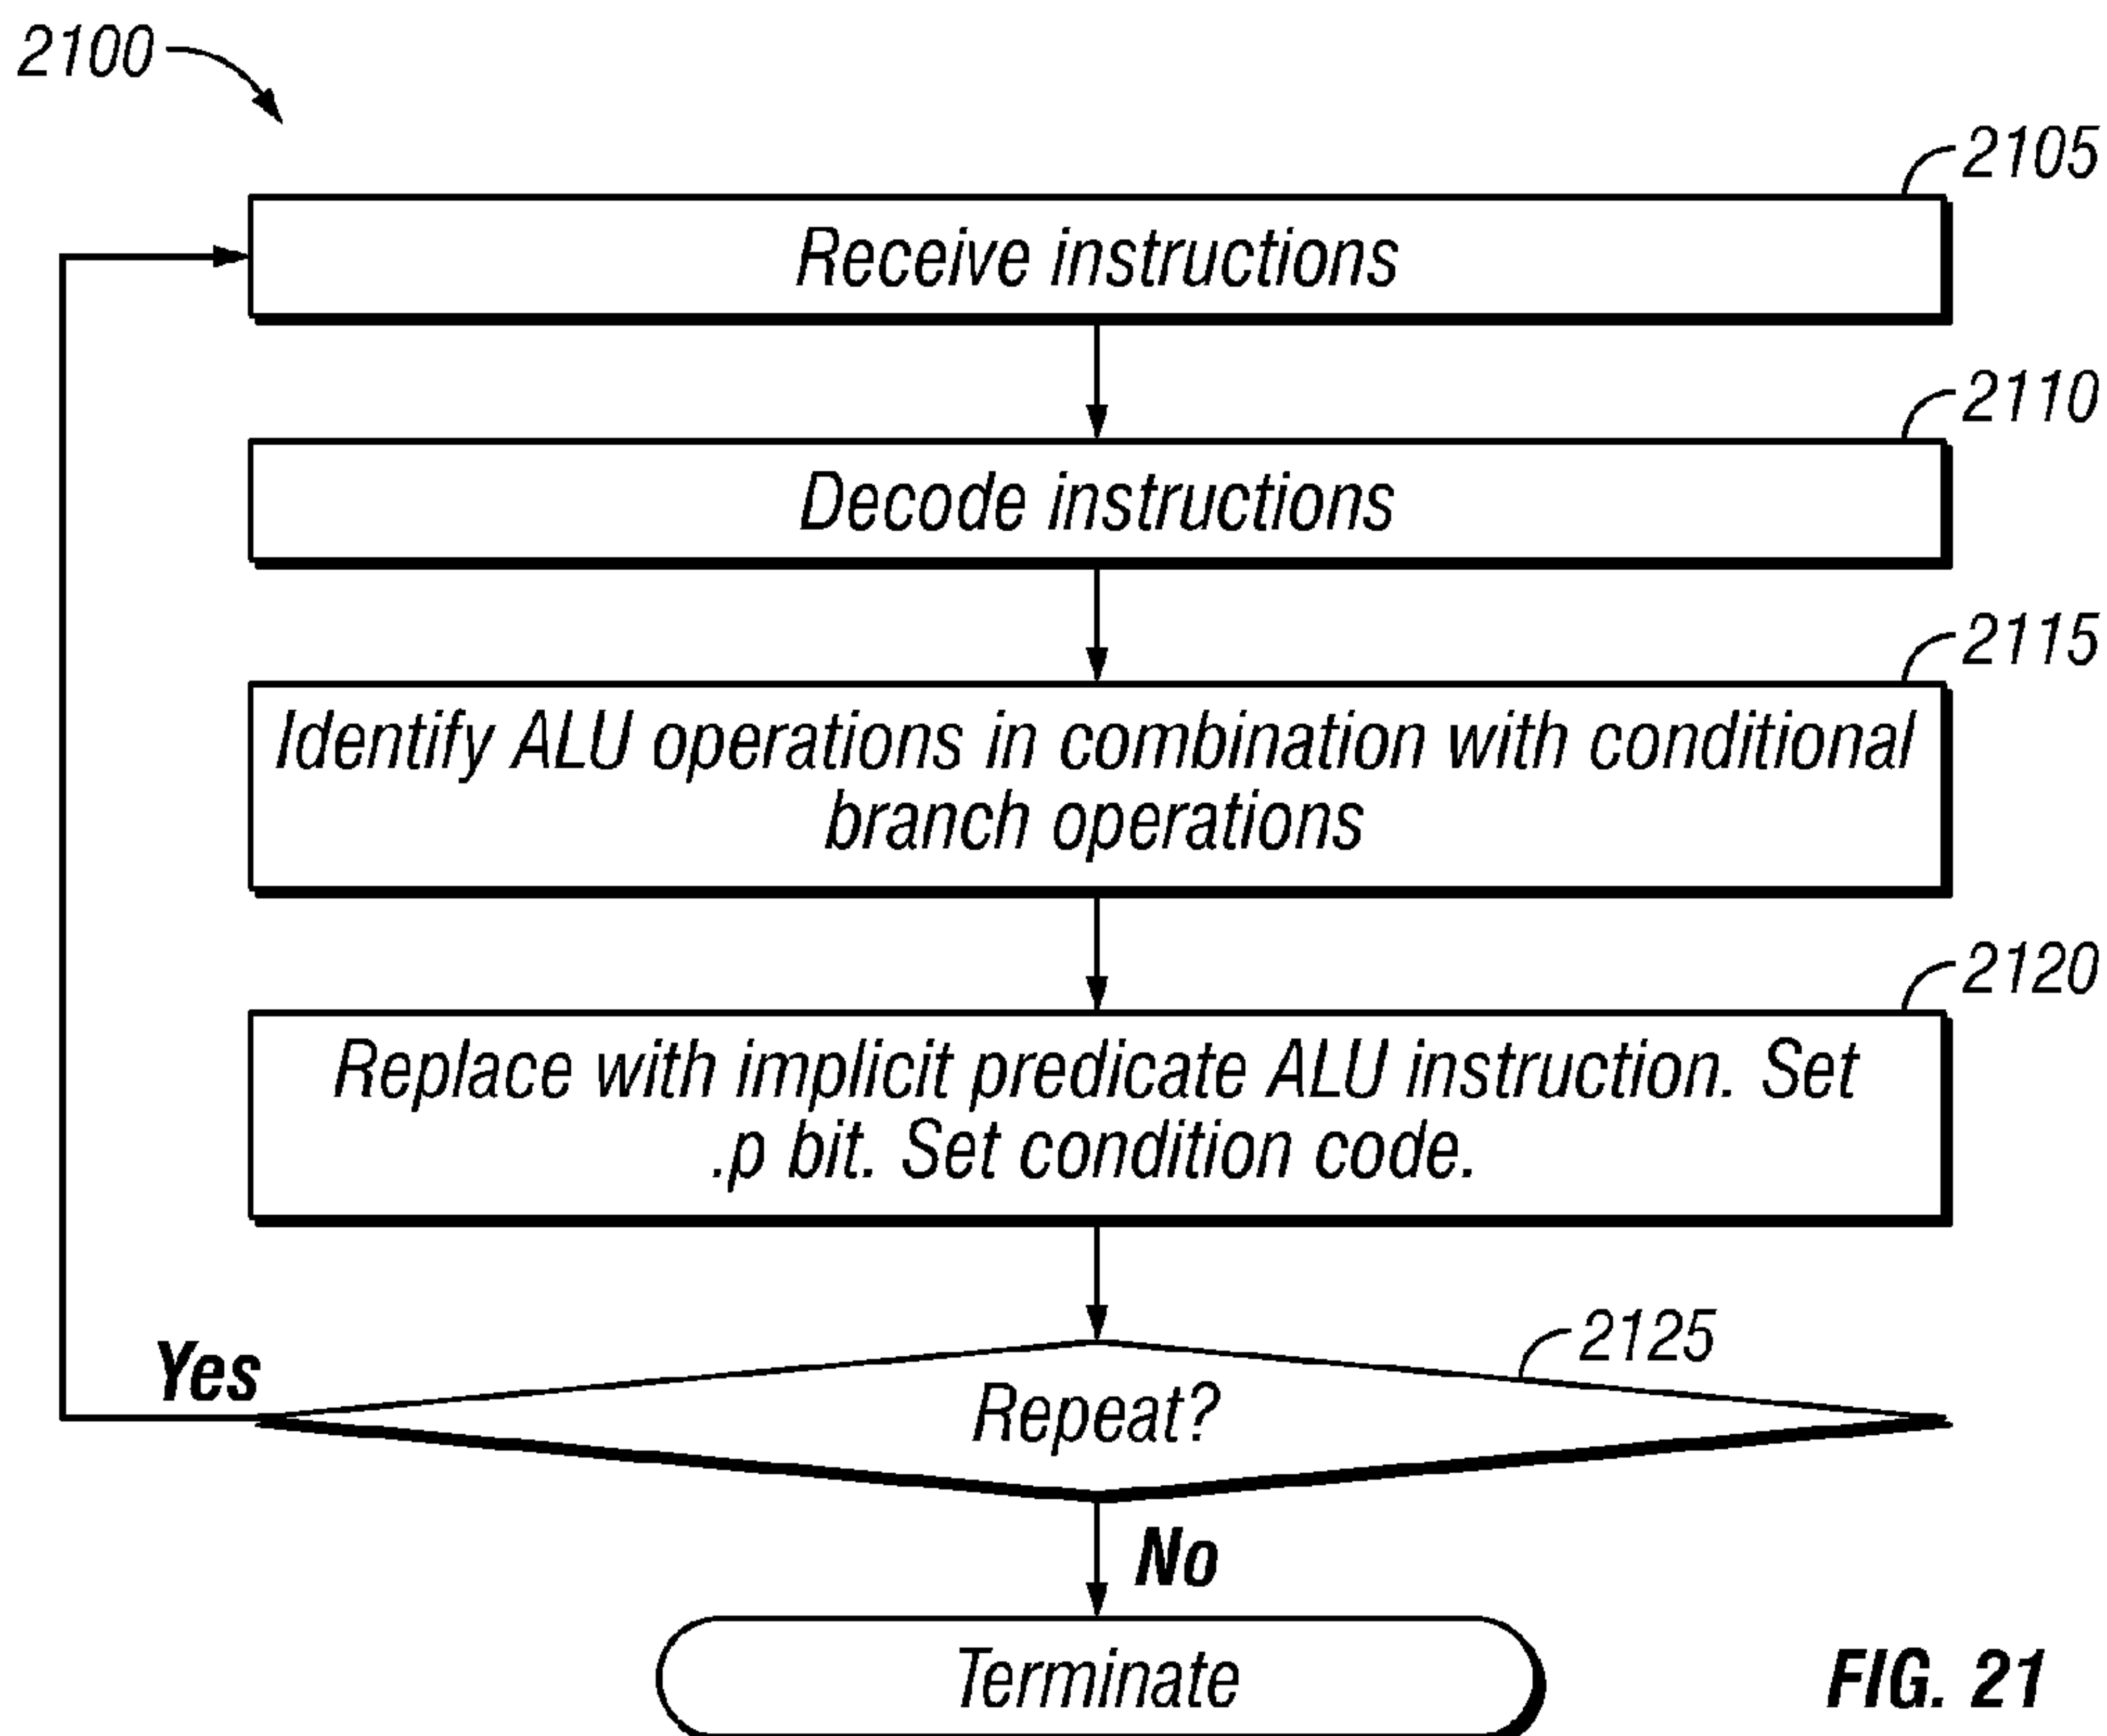 2100
2105
Receive instructions
2110
Decode instructions
2115
Identify ALU operations in combination with conditional
branch operations
2120
Replace with implicit predicate ALU instruction. Set
.p bit. Set condition code.
2125
Yes
Repeat?
No
Terminate
FIG. 21